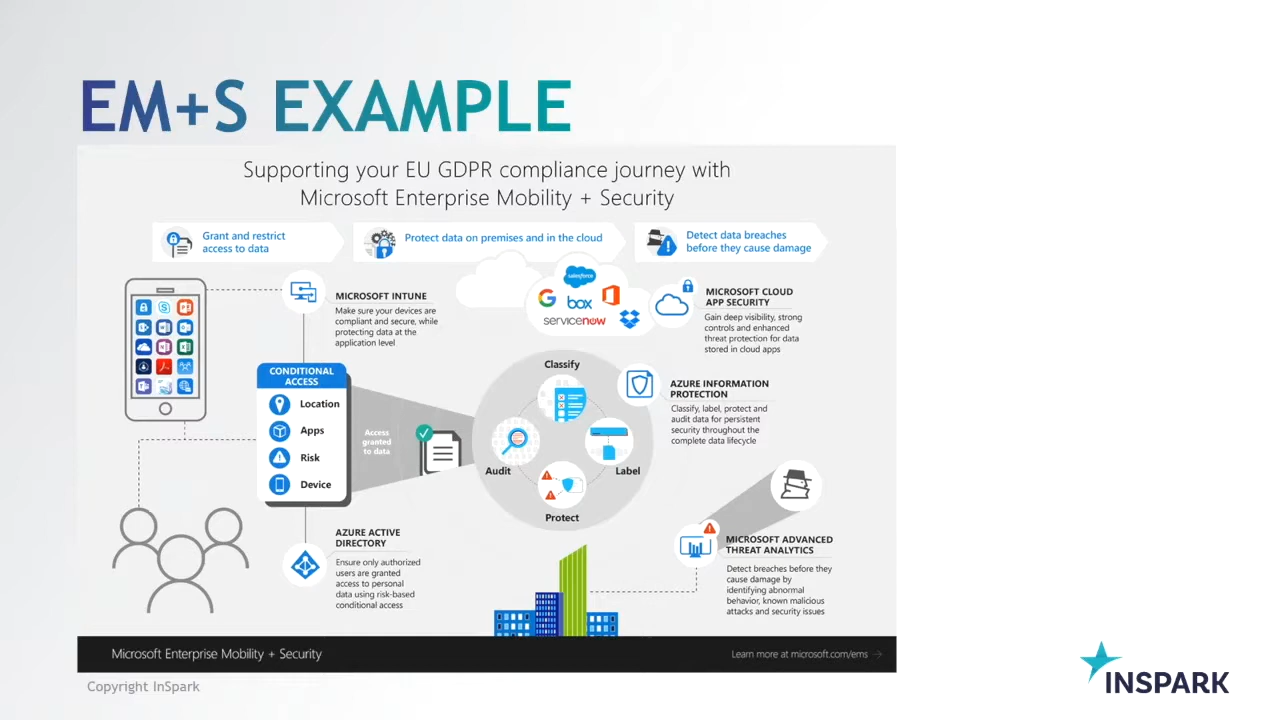 EM+S EXAMPLE
Supporting your EU GDPR compliance journey with
Microsoft Enterprise Mobility + Security
Grant and restrict
access to data
Protect data on premises and in the cloud
Detect data breaches
before they cause damage
MICROSOFT INTUNE
Make sure your devices are
compliant and secure, while
protecting data at the
application level
salesforce
box
servicenow
MICROSOFT CLOUD
APP SECURITY
Gain deep visibility, strong
controls and enhanced
threat protection for data
stored in cloud apps
CONDITIONAL
ACCESS
Location
Apps
Risk
Device
Access
granted
to data
Classify
Audit
Label
Protect
AZURE INFORMATION
PROTECTION
Classify, label, protect and
audit data for persistent
security throughout the
complete data lifecycle
AZURE ACTIVE
DIRECTORY
Ensure only authorized
users are granted
access to personal
data using risk-based
conditional access
MICROSOFT ADVANCED
THREAT ANALYTICS
Detect breaches before they
cause damage by
identifying abnormal
behavior, known malicious
attacks and security issues
Microsoft Enterprise Mobility + Security
Learn more at microsoft.com/ems
Copyright InSpark
INSPARK